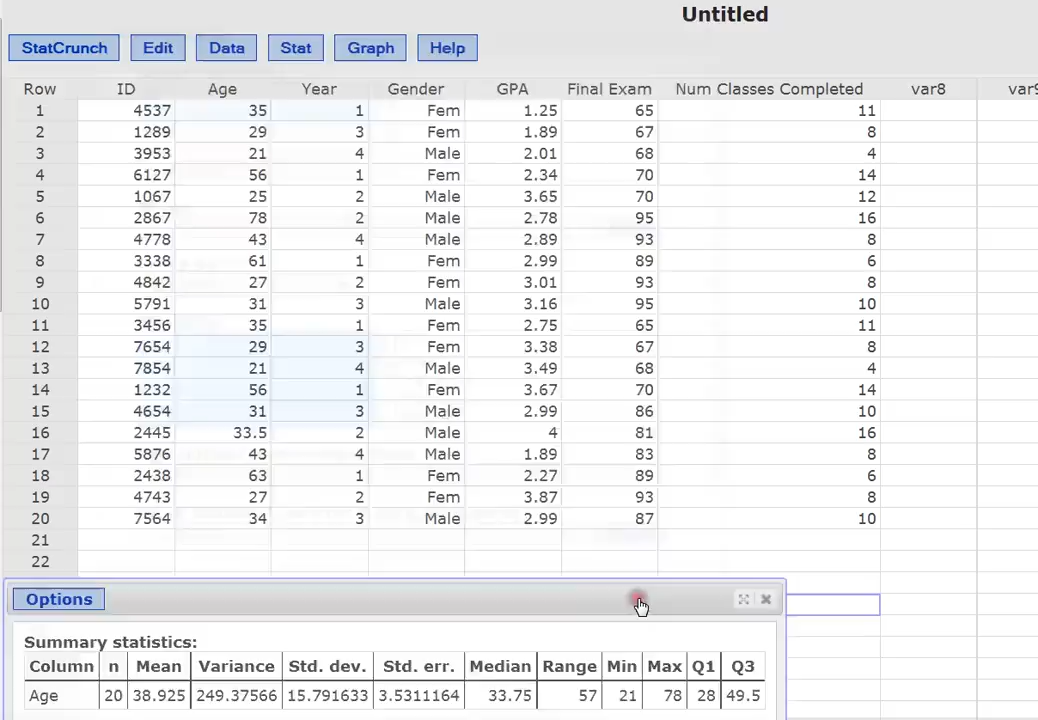 Untitled
StatCrunch Edit Data Stat Graph Help
Row ID Age Year Gender GPA Final Exam Num Classes Completed var8 var9
1 4537 35 1 Fem 1.25 65 11
2 1289 29 3 Fem 1.89 67 8
3 3953 21 4 Male 2.01 68 4
4 6127 56 1 Fem 2.34 70 14
5 1067 25 2 Male 3.65 70 12
6 2867 78 2 Male 2.78 95 16
7 4778 43 4 Male 2.89 93 8
8 3338 61 1 Fem 2.99 89 6
9 4842 27 2 Fem 3.01 93 8
10 5791 31 3 Male 3.16 95 10
11 3456 35 1 Fem 2.75 65 11
12 7654 29 3 Fem 3.38 67 8
13 7854 21 4 Male 3.49 68 4
14 1232 56 1 Fem 3.67 70 14
15 4654 31 3 Male 2.99 86 10
16 2445 33.5 2 Male 4 81 16
17 5876 43 4 Male 1.89 83 8
18 2438 63 1 Fem 2.27 89 6
19 4743 27 2 Fem 3.87 93 8
20 7564 34 3 Male 2.99 87 10
21
22
Options
Summary statistics:
Column n Mean Variance Std. dev. Std. err. Median Range Min Max Q1 Q3
Age 20 38.925 249.37566 15.791633 3.5311164 33.75 57 21 78 28 49.5